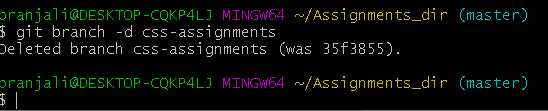 pranjali@DESKTOP-CQKP4LJ MINGW64 ~/Assignments_dir (master)
$ git branch -d css-assignments
Deleted branch css-assignments (was 35f3855).
pranjali@DESKTOP-CQKP4LJ MINGW64 ~/Assignments_dir (master)
$